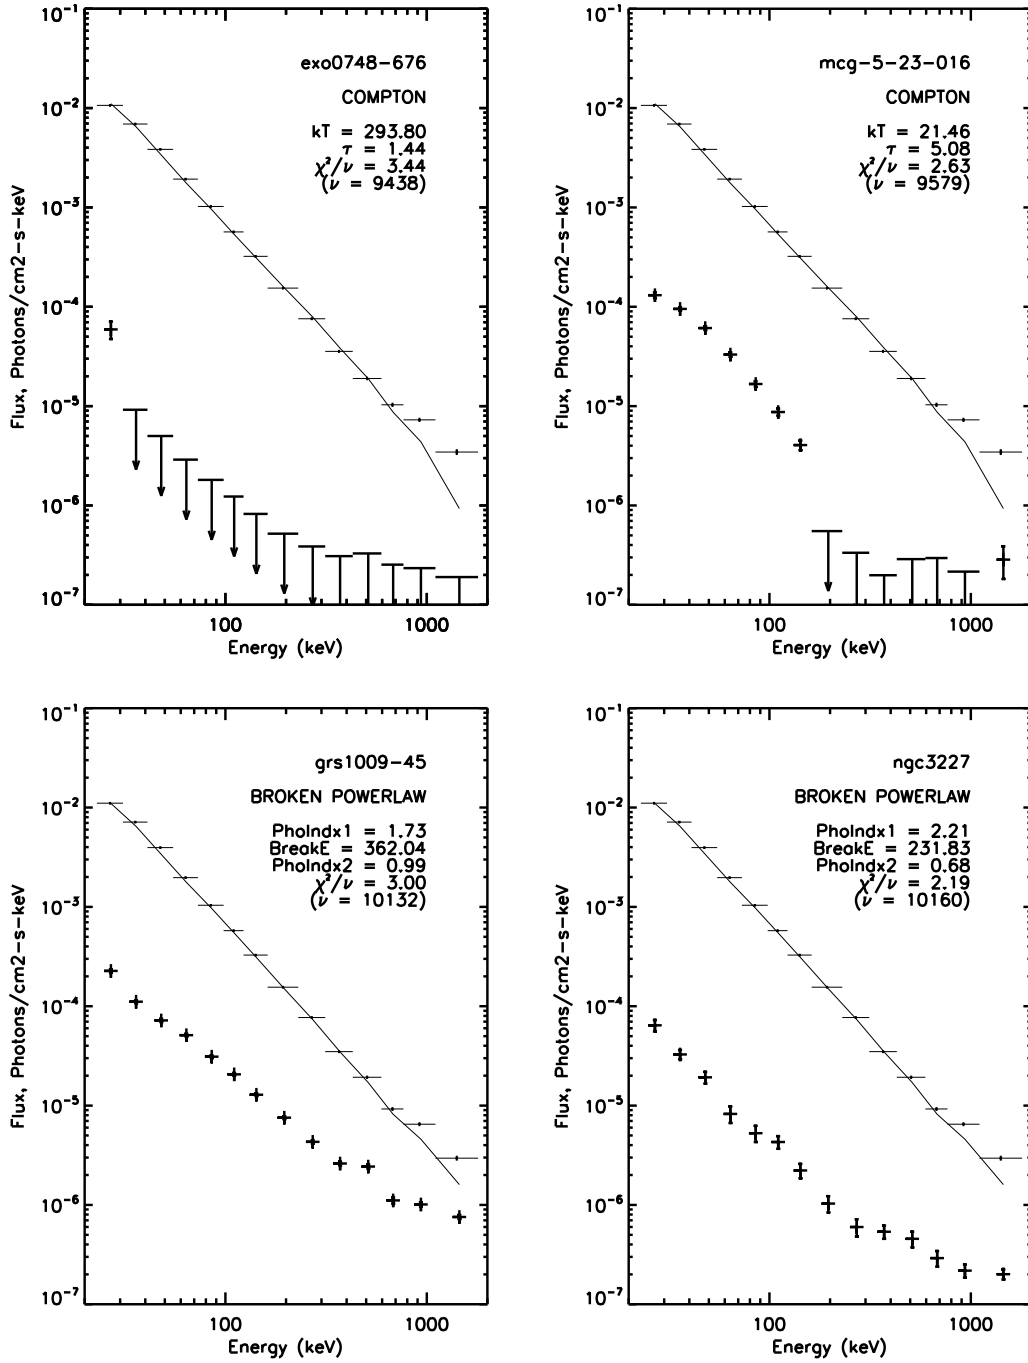 exo0748-676
COMPTON
kT = 293.80
τ = 1.44
χ²/ν = 3.44
(ν = 9438)
10⁻¹
10⁻²
10⁻³
10⁻⁴
10⁻⁵
10⁻⁶
10⁻⁷
Flux, Photons/cm2-s-keV
100 1000
Energy (keV)
mcg-5-23-016
COMPTON
kT = 21.46
τ = 5.08
χ²/ν = 2.63
(ν = 9579)
10⁻¹
10⁻²
10⁻³
10⁻⁴
10⁻⁵
10⁻⁶
10⁻⁷
Flux, Photons/cm2-s-keV
100 1000
Energy (keV)
grs1009-45
BROKEN POWERLAW
PhoIndx1 = 1.73
BreakE = 362.04
PhoIndx2 = 0.99
χ²/ν = 3.00
(ν = 10132)
10⁻¹
10⁻²
10⁻³
10⁻⁴
10⁻⁵
10⁻⁶
10⁻⁷
Flux, Photons/cm2-s-keV
100 1000
Energy (keV)
ngc3227
BROKEN POWERLAW
PhoIndx1 = 2.21
BreakE = 231.83
PhoIndx2 = 0.68
χ²/ν = 2.19
(ν = 10160)
10⁻¹
10⁻²
10⁻³
10⁻⁴
10⁻⁵
10⁻⁶
10⁻⁷
Flux, Photons/cm2-s-keV
100 1000
Energy (keV)